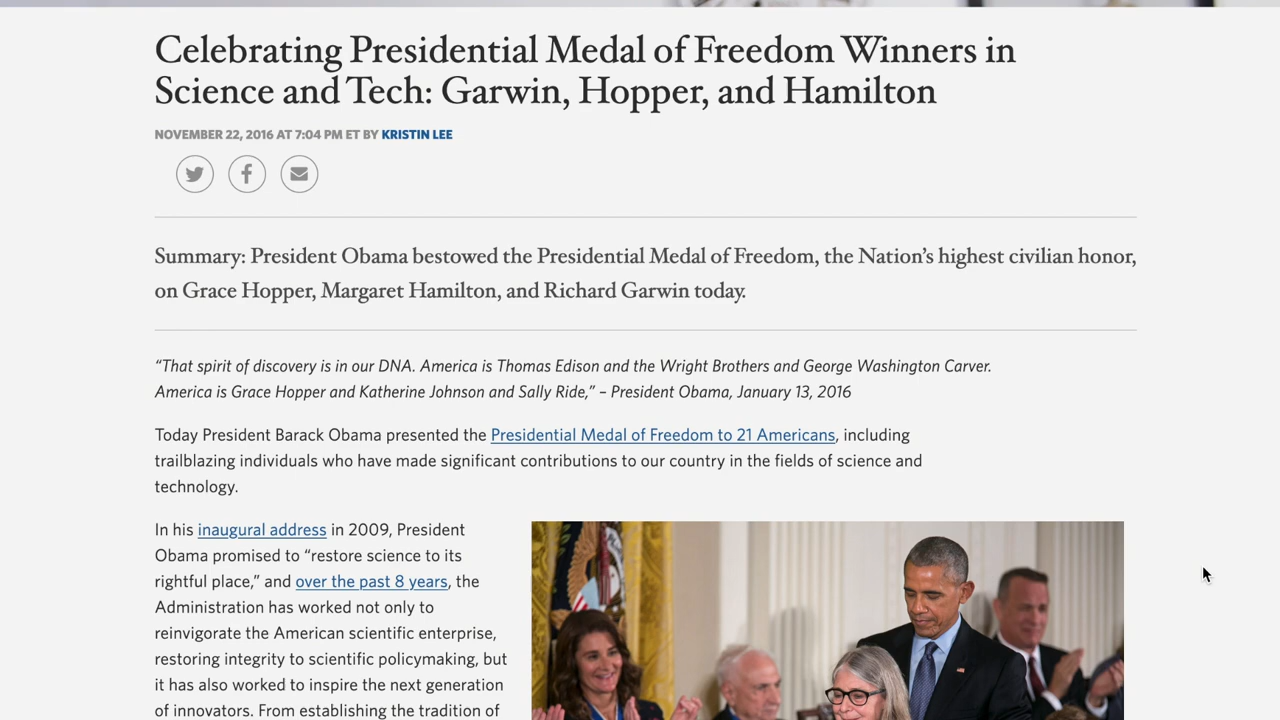 Celebrating Presidential Medal of Freedom Winners in
Science and Tech: Garwin, Hopper, and Hamilton
NOVEMBER 22, 2016 AT 7:04 PM ET BY KRISTIN LEE
Summary: President Obama bestowed the Presidential Medal of Freedom, the Nation’s highest civilian honor,
on Grace Hopper, Margaret Hamilton, and Richard Garwin today.
“That spirit of discovery is in our DNA. America is Thomas Edison and the Wright Brothers and George Washington Carver.
America is Grace Hopper and Katherine Johnson and Sally Ride,” – President Obama, January 13, 2016
Today President Barack Obama presented the Presidential Medal of Freedom to 21 Americans, including
trailblazing individuals who have made significant contributions to our country in the fields of science and
technology.
In his inaugural address in 2009, President
Obama promised to “restore science to its
rightful place,” and over the past 8 years, the
Administration has worked not only to
reinvigorate the American scientific enterprise,
restoring integrity to scientific policymaking, but
it has also worked to inspire the next generation
of innovators. From establishing the tradition of